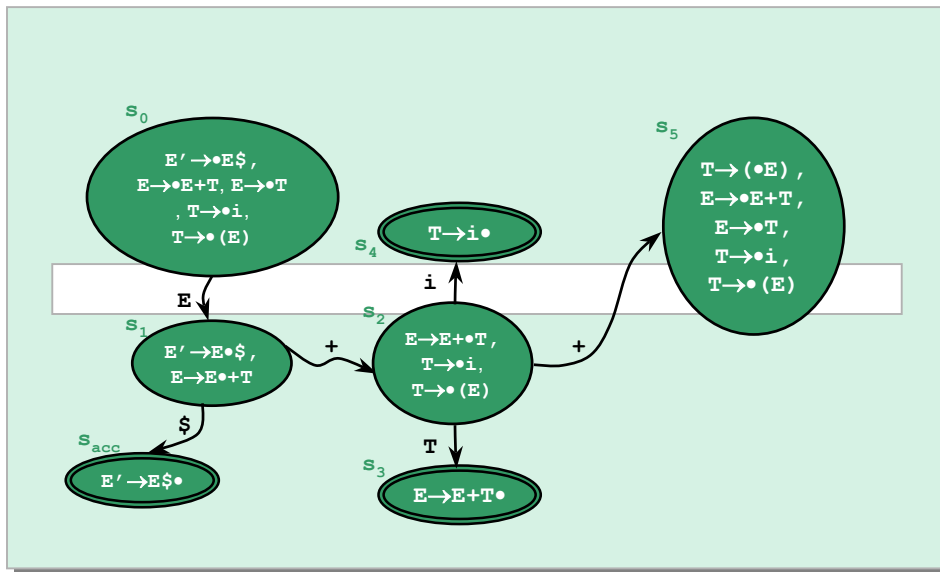 s0
E′→•E$,
E→•E+T, E→•T
, T→•i,
T→•(E)
E
s1
E′→E•$,
E→E•+T
$
sacc
E′→E$•
+
s4
T→i•
i
s2
E→E+•T,
T→•i,
T→•(E)
T
s3
E→E+T•
+
s5
T→(•E),
E→•E+T,
E→•T,
T→•i,
T→•(E)